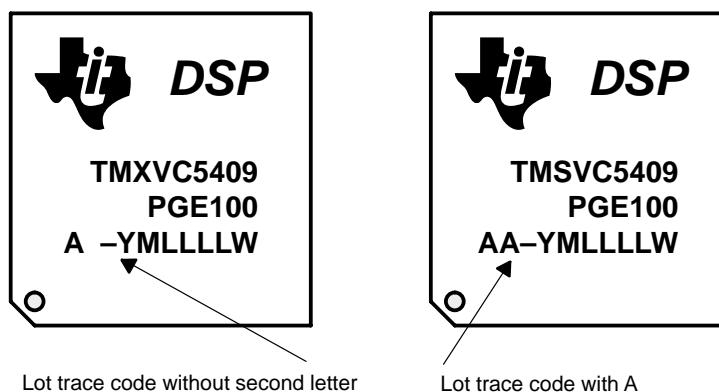 DSP
TMXVC5409
PGE100
A –YMLLLLW
Lot trace code without second letter
DSP
TMSVC5409
PGE100
AA–YMLLLLW
Lot trace code with A